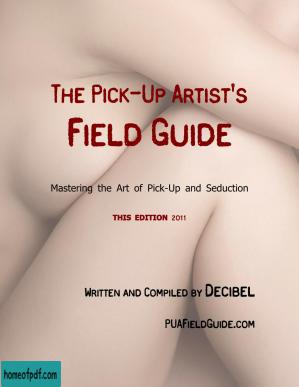 The Pick-Up Artist's
Field Guide
Mastering the Art of Pick-Up and Seduction
THIS EDITION 2011
Written and Compiled by Decibel
PUAFieldGuide.com
homeofpdf.com